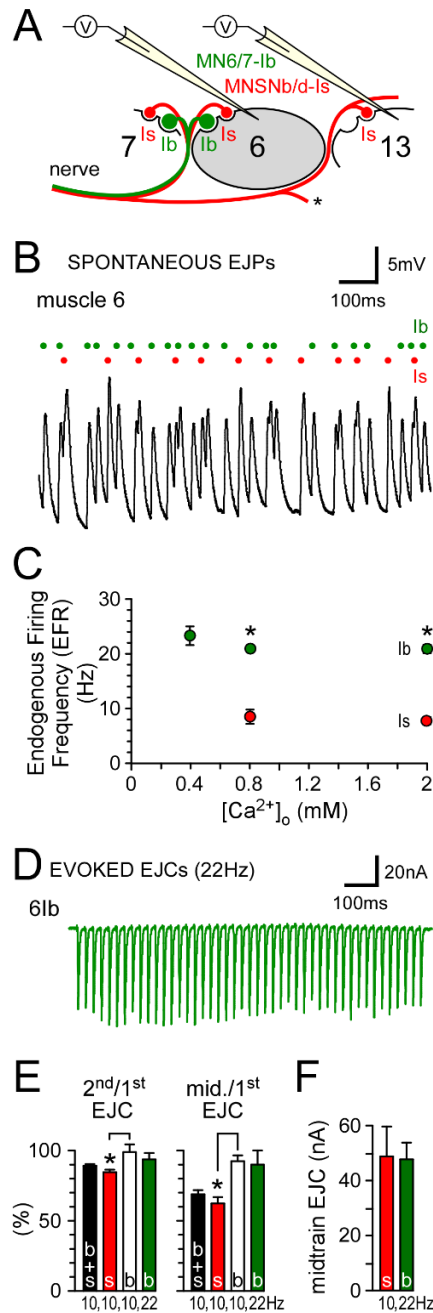 A
V
V
MN6/7-Ib
MNSNb/d-Is
7
Is
Ib
Ib
Is
6
Is
13
nerve
*
B
SPONTANEOUS EJPs
5mV
100ms
muscle 6
Ib
Is
C
Endogenous Firing
Frequency (EFR)
(Hz)
30
20
10
0
* *
Ib
Is
0 0.4 0.8 1.2 1.6 2
[Ca2+]o (mM)
D
EVOKED EJCs (22Hz)
20nA
100ms
6Ib
E
2nd/1st
EJC
mid./1st
EJC
(%)
100
50
0
*
*
b+s s b b
b+s s b b
10,10,10,22
10,10,10,22Hz
F
midtrain EJC (nA)
60
40
20
0
s b
10,22Hz